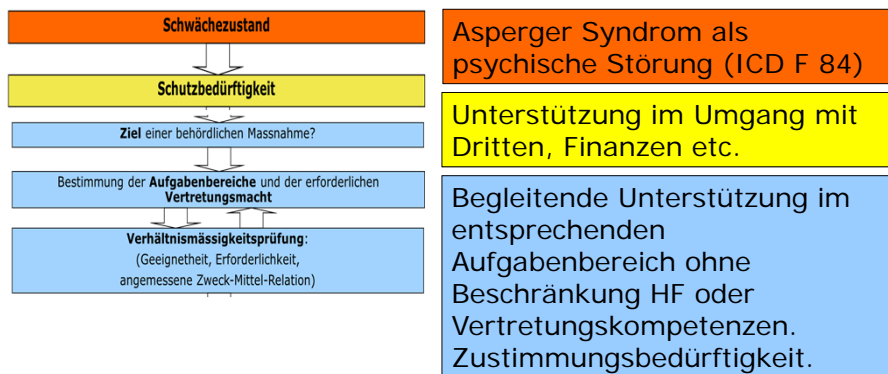 Schwächezustand
Schutzbedürftigkeit
Ziel einer behördlichen Massnahme?
Bestimmung der Aufgabenbereiche und der erforderlichen
Vertretungsmacht
Verhältnismässigkeitsprüfung:
(Geeignetheit, Erforderlichkeit,
angemessene Zweck-Mittel-Relation)
Asperger Syndrom als
psychische Störung (ICD F 84)
Unterstützung im Umgang mit
Dritten, Finanzen etc.
Begleitende Unterstützung im
entsprechenden
Aufgabenbereich ohne
Beschränkung HF oder
Vertretungskompetenzen.
Zustimmungsbedürftigkeit.